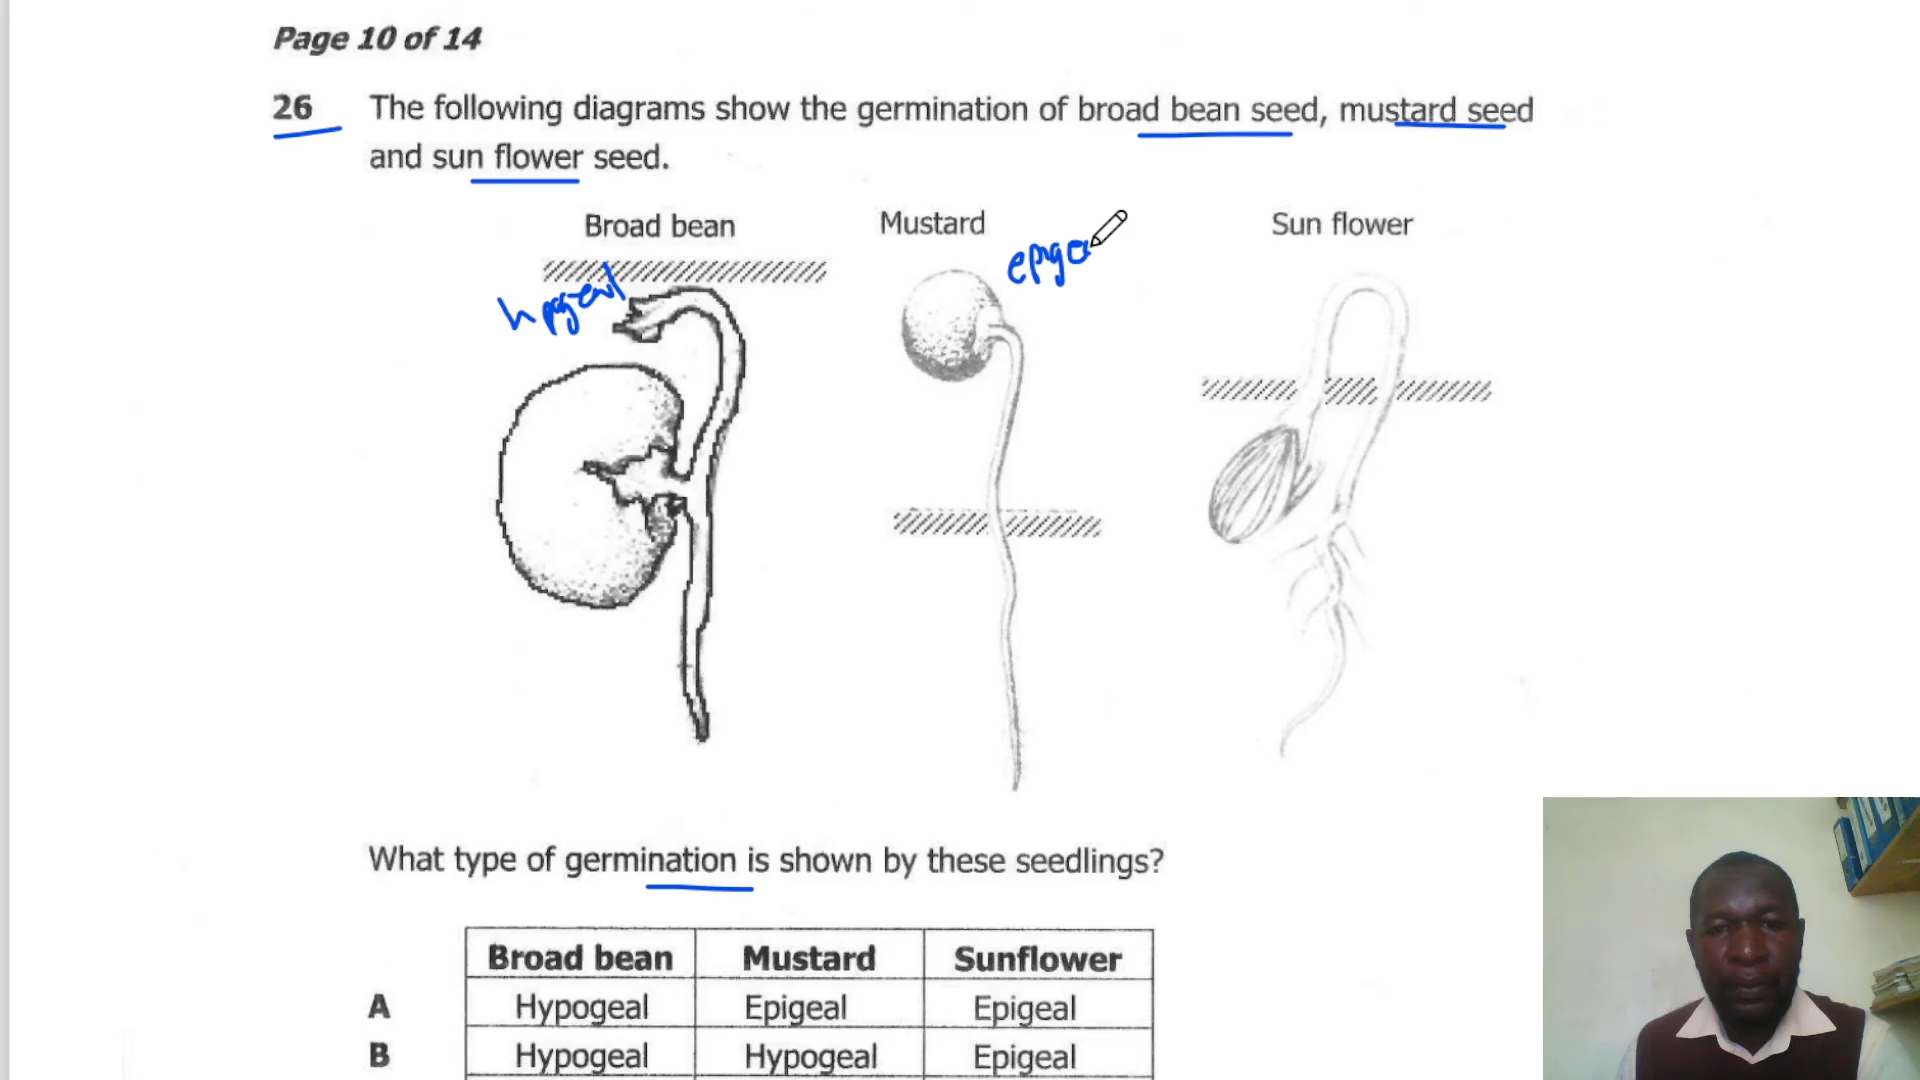 Page 10 of 14
26 The following diagrams show the germination of broad bean seed, mustard seed
and sun flower seed.
Broad bean Mustard Sun flower
hpogeal epigea
What type of germination is shown by these seedlings?
Broad bean Mustard Sunflower
A Hypogeal Epigeal Epigeal
B Hypogeal Hypogeal Epigeal